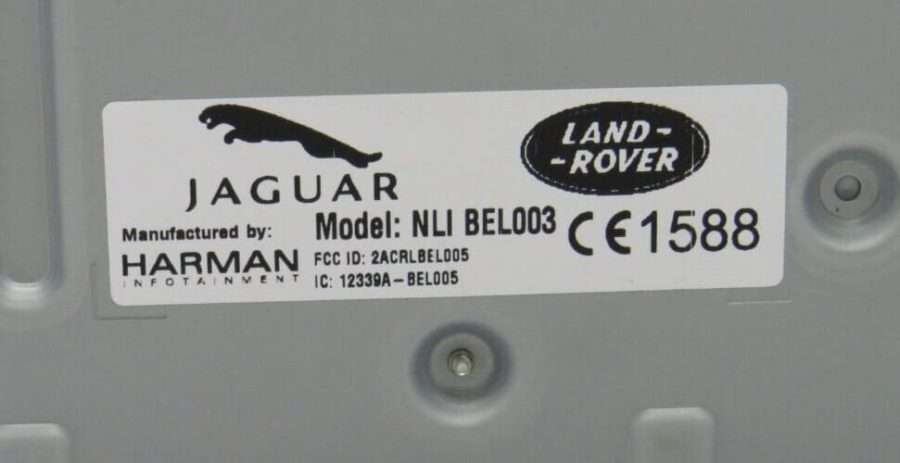 JAGUAR
LAND-
-ROVER
Manufactured by:
HARMAN
INFOTAINMENT
Model: NLI BEL003
FCC ID: 2ACRLBEL005
IC: 12339A-BEL005
CE1588